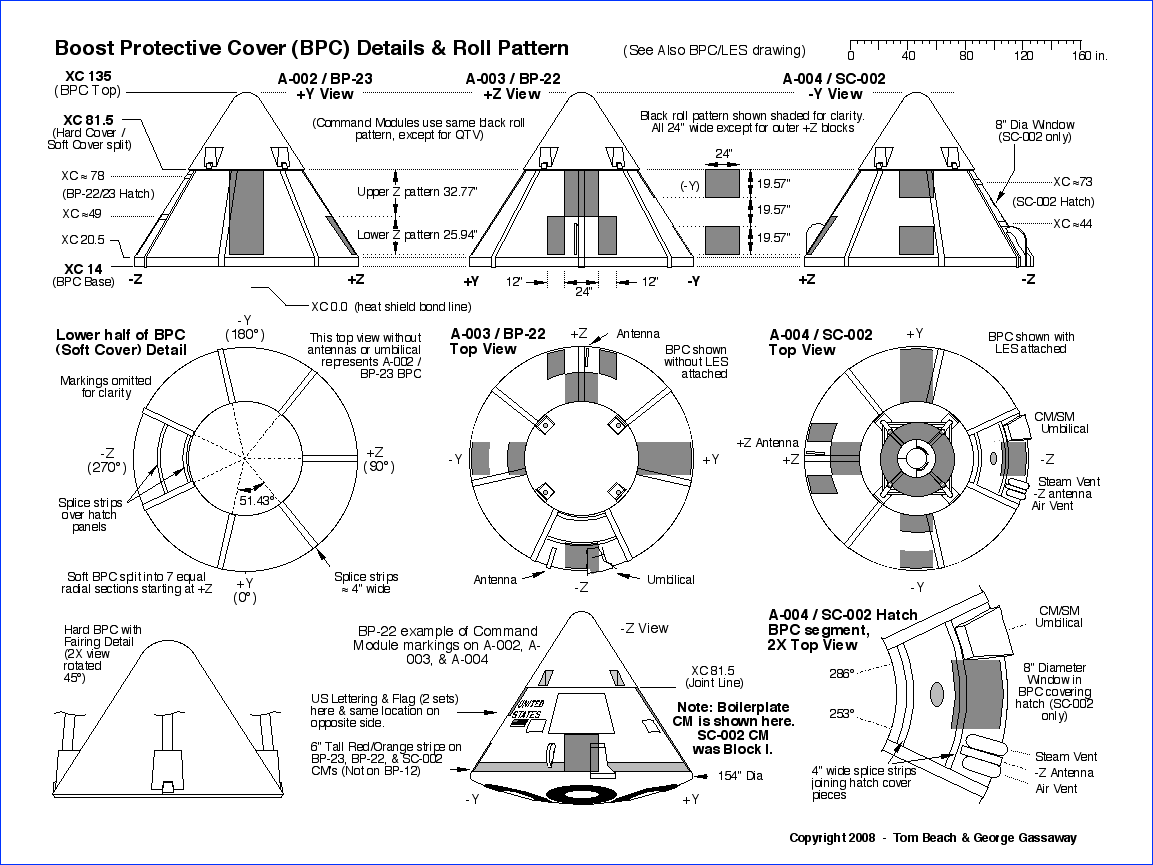 Boost Protective Cover (BPC) Details & Roll Pattern
(See Also BPC/LES drawing)
0 40 80 120 160 in.
XC 135
(BPC Top)
A-002 / BP-23
+Y View
A-003 / BP-22
+Z View
A-004 / SC-002
-Y View
XC 81.5
(Hard Cover /
Soft Cover split)
(Command Modules use same black roll
pattern, except for QTV)
Black roll pattern shown shaded for clarity.
All 24" wide except for outer +Z blocks
8" Dia Window
(SC-002 only)
24"
XC ≈ 78
(BP-22/23 Hatch)
XC ≈49
XC 20.5
XC 14
(BPC Base)
Upper Z pattern 32.77"
Lower Z pattern 25.94"
(-Y)
19.57"
19.57"
19.57"
XC ≈73
(SC-002 Hatch)
XC ≈44
-Z
+Z
+Y
-Y
+Z
-Z
12"
24"
12"
XC 0.0 (heat shield bond line)
Lower half of BPC
(Soft Cover) Detail
- Y
(180°)
This top view without
antennas or umbilical
represents A-002 /
BP-23 BPC
Markings omitted
for clarity
-Z
(270°)
+Z
(90°)
51.43°
Splice strips
over hatch
panels
Soft BPC split into 7 equal
radial sections starting at +Z
+Y
(0°)
Splice strips
≈ 4" wide
A-003 / BP-22
Top View
+Z
Antenna
BPC shown
without LES
attached
- Y
+Y
Antenna
-Z
Umbilical
A-004 / SC-002
Top View
+Y
BPC shown with
LES attached
CM/SM
Umbilical
+Z Antenna
+Z
-Z
Steam Vent
-Z antenna
Air Vent
- Y
Hard BPC with
Fairing Detail
(2X view
rotated
45°)
BP-22 example of Command
Module markings on A-002, A-
003, & A-004
-Z View
XC 81.5
(Joint Line)
US Lettering & Flag (2 sets)
here & same location on
opposite side.
UNITED
STATES
Note: Boilerplate
CM is shown here.
SC-002 CM
was Block I.
6" Tall Red/Orange stripe on
BP-23, BP-22, & SC-002
CM's (Not on BP-12)
154" Dia
- Y
+Y
A-004 / SC-002 Hatch
BPC segment,
2X Top View
CM/SM
Umbilical
286°
253°
8" Diameter
Window in
BPC covering
hatch (SC-002
only)
4" wide splice strips
joining hatch cover
pieces
Steam Vent
-Z Antenna
Air Vent
Copyright 2008 - Tom Beach & George Gassaway